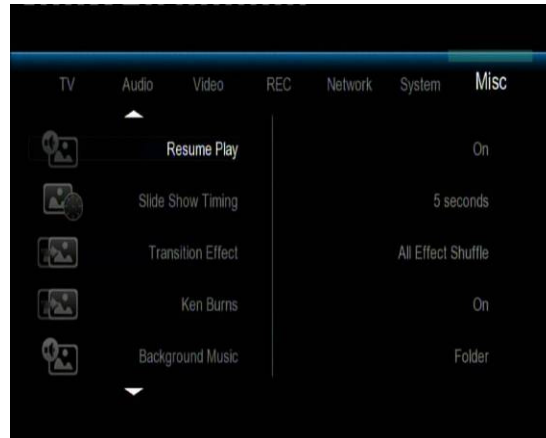 TV Audio Video REC Network System Misc
Resume Play On
Slide Show Timing 5 seconds
Transition Effect All Effect Shuffle
Ken Burns On
Background Music Folder